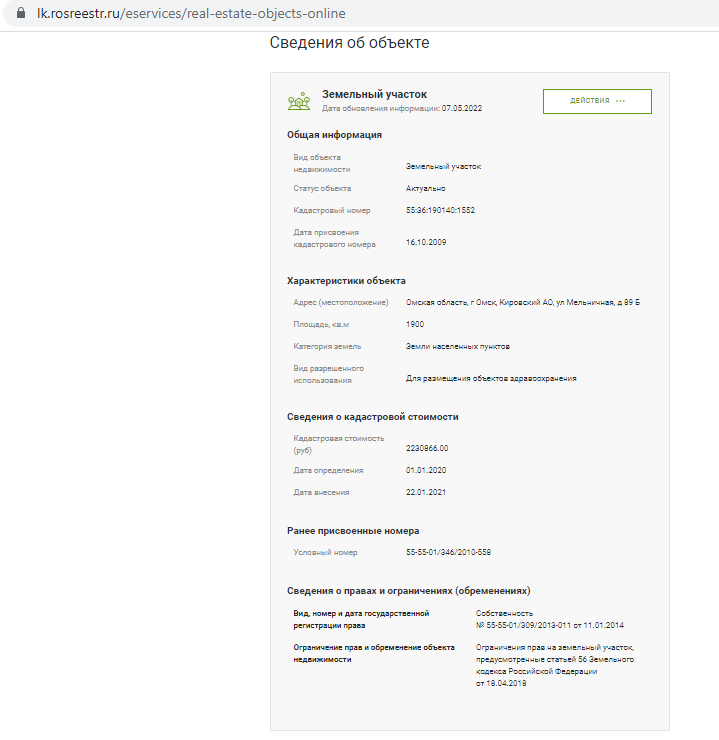 lk.rosreestr.ru/eservices/real-estate-objects-online
Сведения об объекте
Земельный участок
Дата обновления информации: 07.05.2022
ДЕЙСТВИЯ ···
Общая информация
Вид объекта
недвижимости
Земельный участок
Статус объекта
Актуально
Кадастровый номер
55:36:190140:1552
Дата присвоения
кадастрового номера
16.10.2009
Характеристики объекта
Адрес (местоположение)
Омская область, г Омск, Кировский АО, ул Мельничная, д 89 Б
Площадь, кв.м
1900
Категория земель
Земли населенных пунктов
Вид разрешенного
использования
Для размещения объектов здравоохранения
Сведения о кадастровой стоимости
Кадастровая стоимость
(руб)
2230866.00
Дата определения
01.01.2020
Дата внесения
22.01.2021
Ранее присвоенные номера
Условный номер
55-55-01/346/2010-558
Сведения о правах и ограничениях (обременениях)
Вид, номер и дата государственной
регистрации права
Собственность
№ 55-55-01/309/2013-011 от 11.01.2014
Ограничение прав и обременение объекта
недвижимости
Ограничения прав на земельный участок,
предусмотренные статьей 56 Земельного
кодекса Российской Федерации
от 18.04.2018